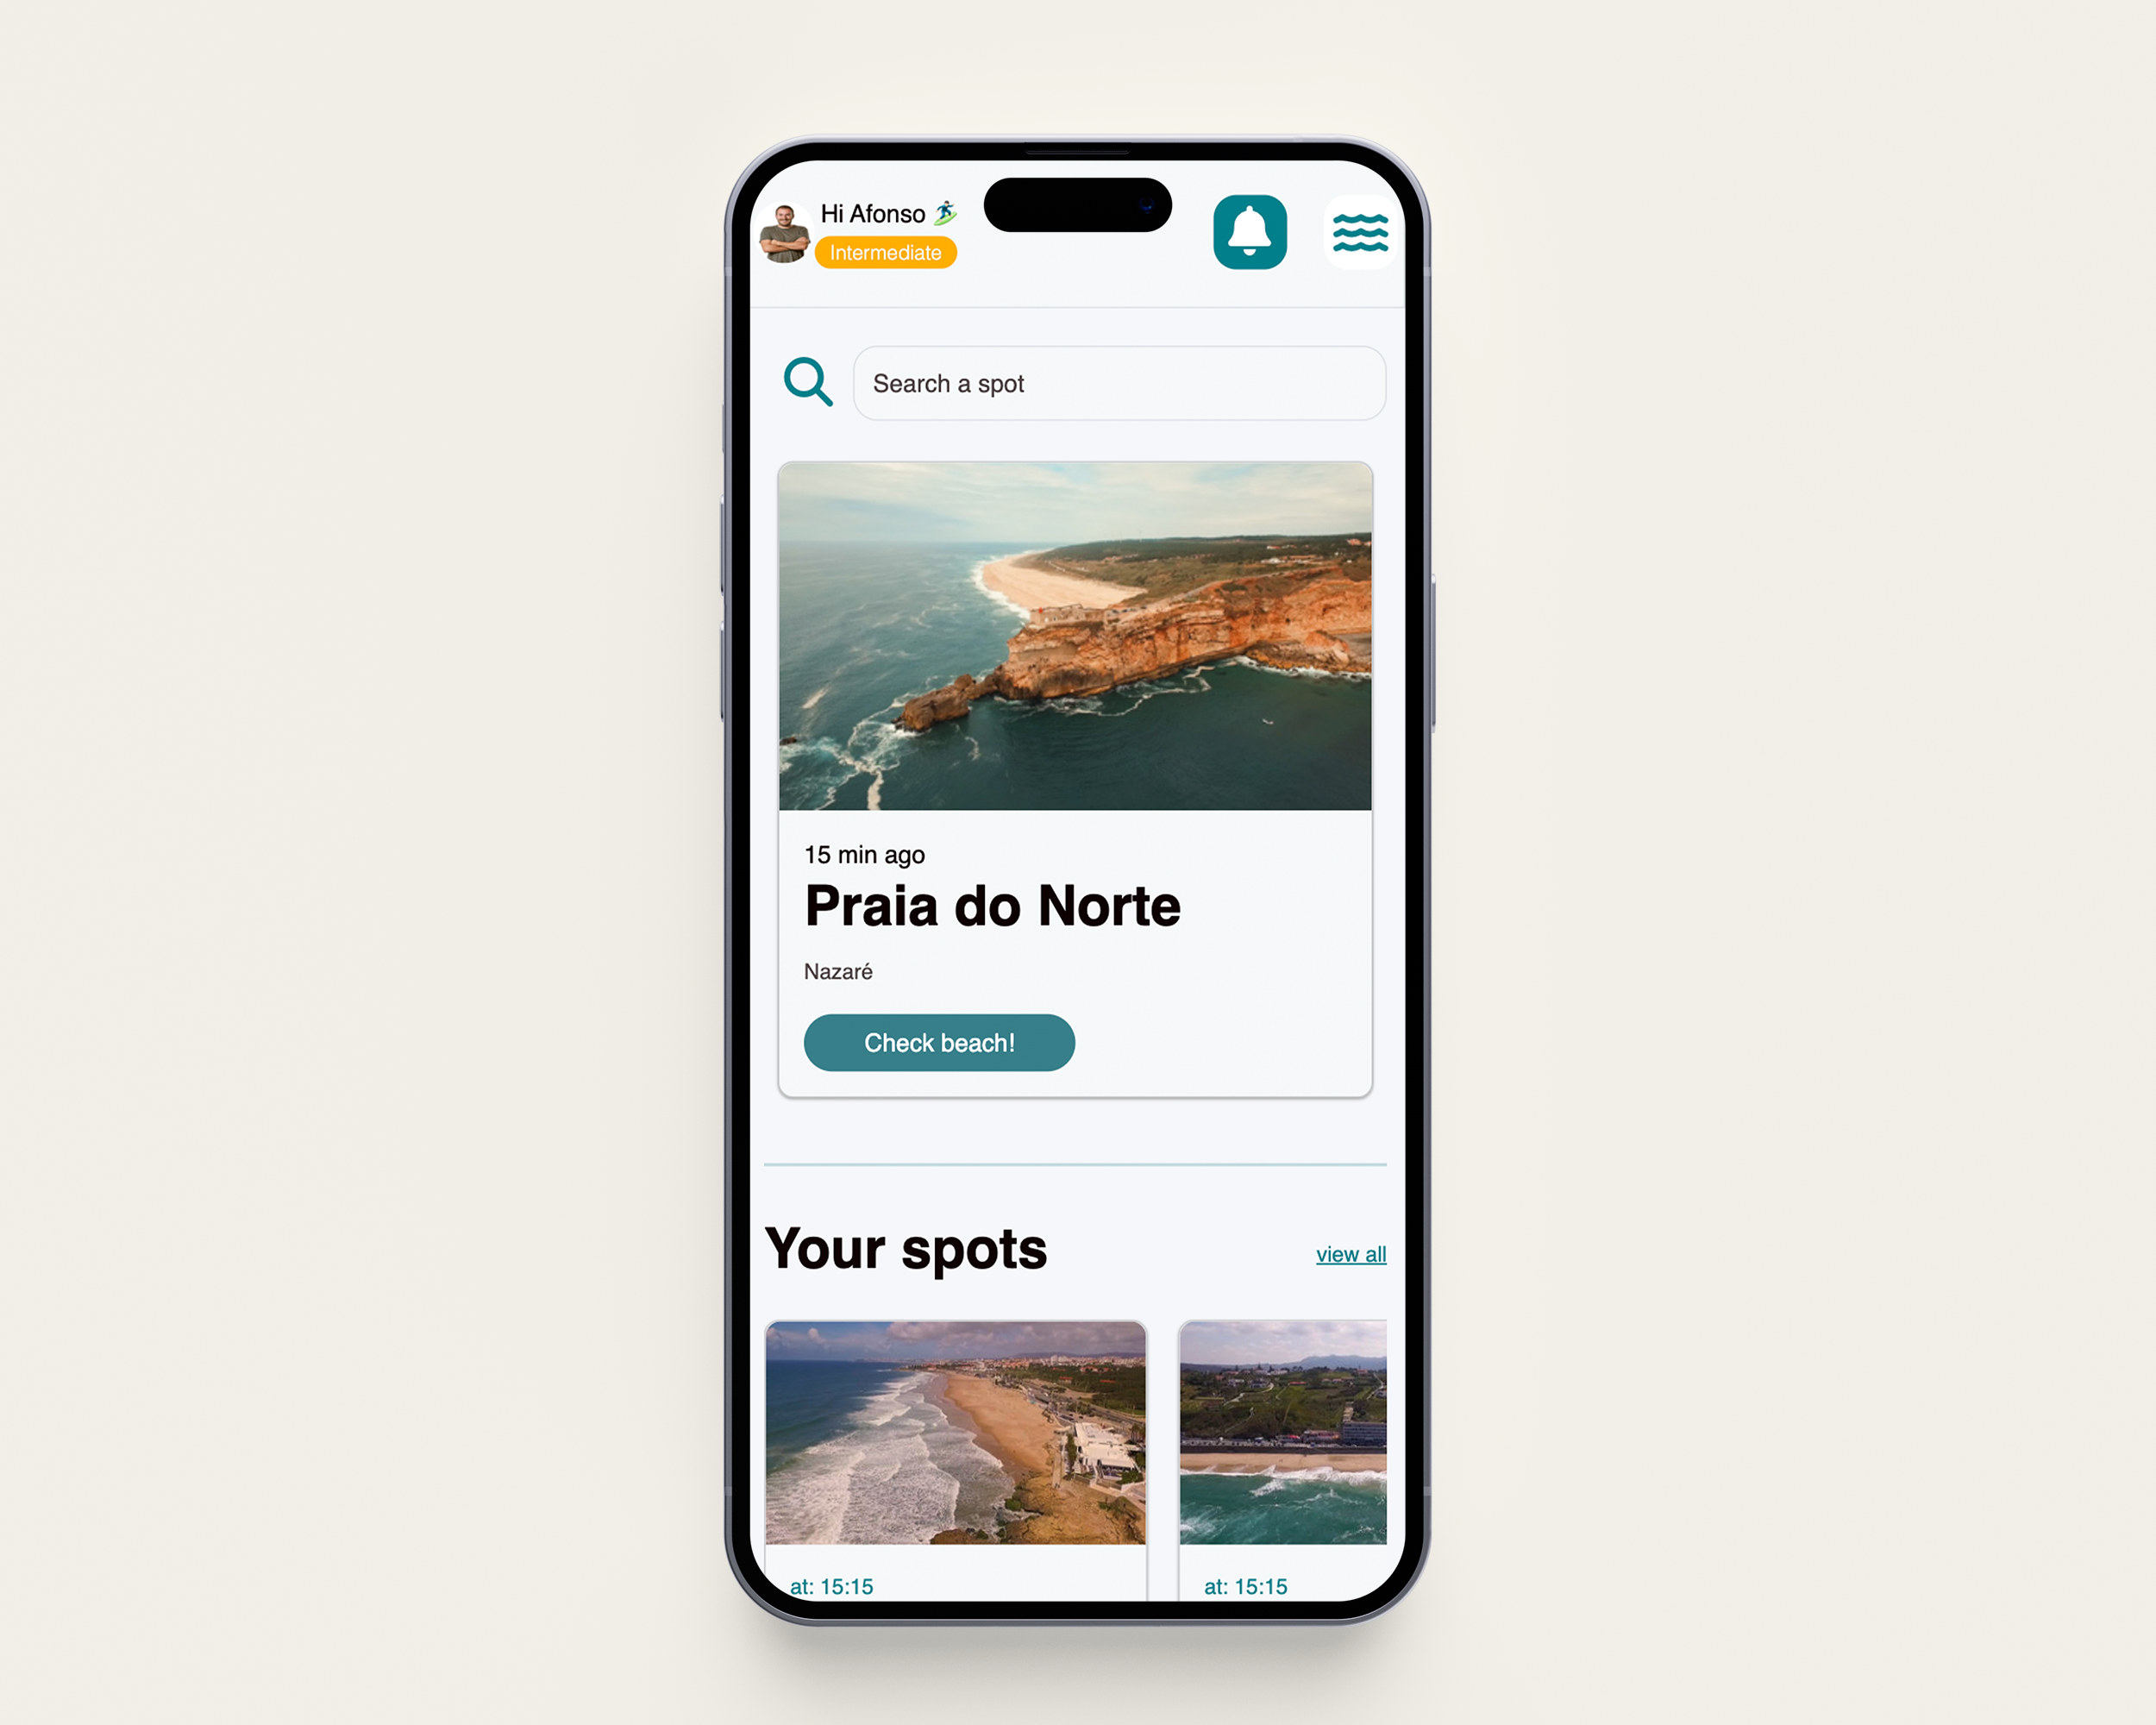 Hi Afonso 🏄
Intermediate
Search a spot
15 min ago
Praia do Norte
Nazaré
Check beach!
Your spots
view all
at: 15:15
at: 15:15